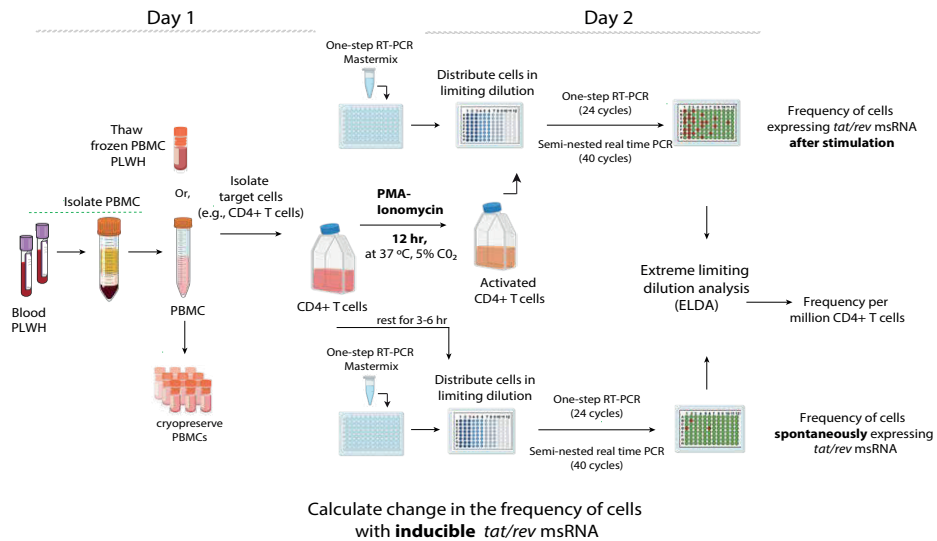 Day 1
Day 2
One-step RT-PCR
Mastermix
Distribute cells in
limiting dilution
One-step RT-PCR
(24 cycles)
Semi-nested real time PCR
(40 cycles)
Frequency of cells
expressing tat/rev msRNA
after stimulation
Thaw
frozen PBMC
PLWH
Or,
Isolate PBMC
Isolate
target cells
(e.g., CD4+ T cells)
PMA-
Ionomycin
12 hr,
at 37 ºC, 5% C0₂
Blood
PLWH
PBMC
CD4+ T cells
Activated
CD4+ T cells
Extreme limiting
dilution analysis
(ELDA)
Frequency per
million CD4+ T cells
rest for 3-6 hr
cryopreserve
PBMCs
One-step RT-PCR
Mastermix
Distribute cells in
limiting dilution
One-step RT-PCR
(24 cycles)
Semi-nested real time PCR
(40 cycles)
Frequency of cells
spontaneously expressing
tat/rev msRNA
Calculate change in the frequency of cells
with inducible tat/rev msRNA